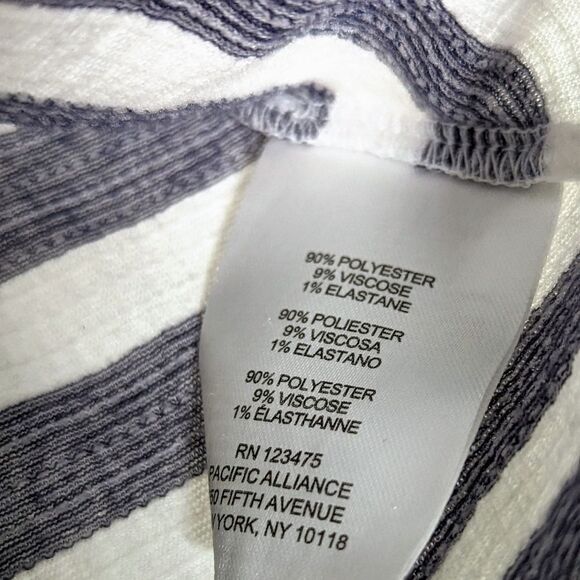 90% POLYESTER
9% VISCOSE
1% ELASTANE
90% POLIESTER
9% VISCOSA
1% ELASTANO
90% POLYESTER
9% VISCOSE
1% ÉLASTHANNE
RN 123475
PACIFIC ALLIANCE
FIFTH AVENUE
YORK, NY 10118